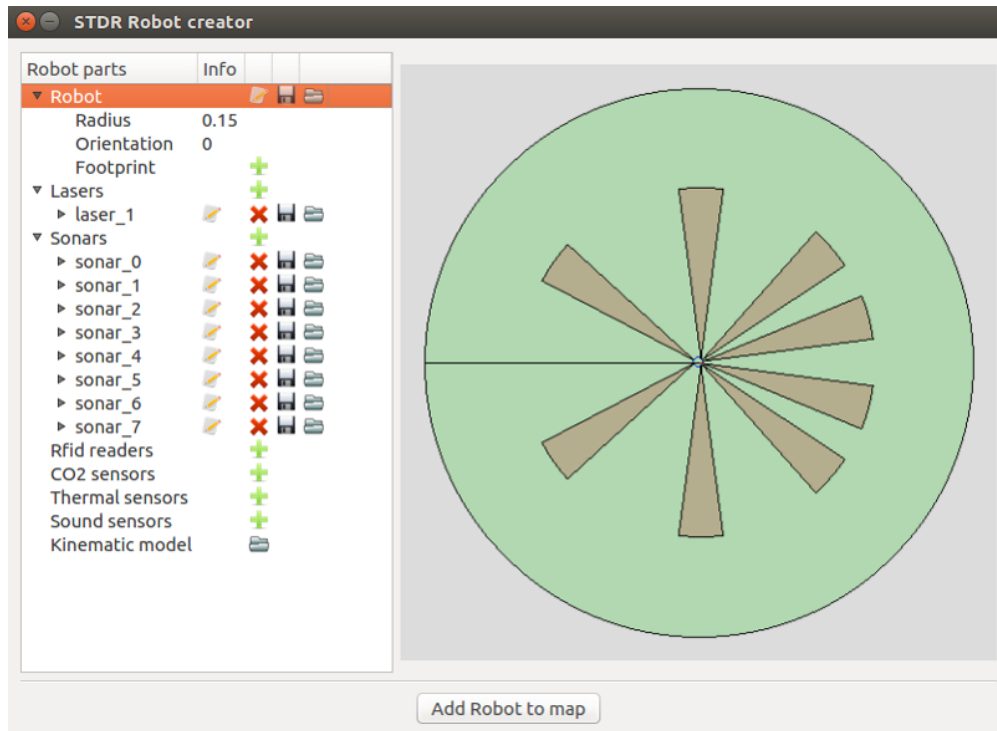 STDR Robot creator
Robot parts Info
Robot
Radius 0.15
Orientation 0
Footprint
Lasers
laser_1
Sonars
sonar_0
sonar_1
sonar_2
sonar_3
sonar_4
sonar_5
sonar_6
sonar_7
Rfid readers
CO2 sensors
Thermal sensors
Sound sensors
Kinematic model
Add Robot to map